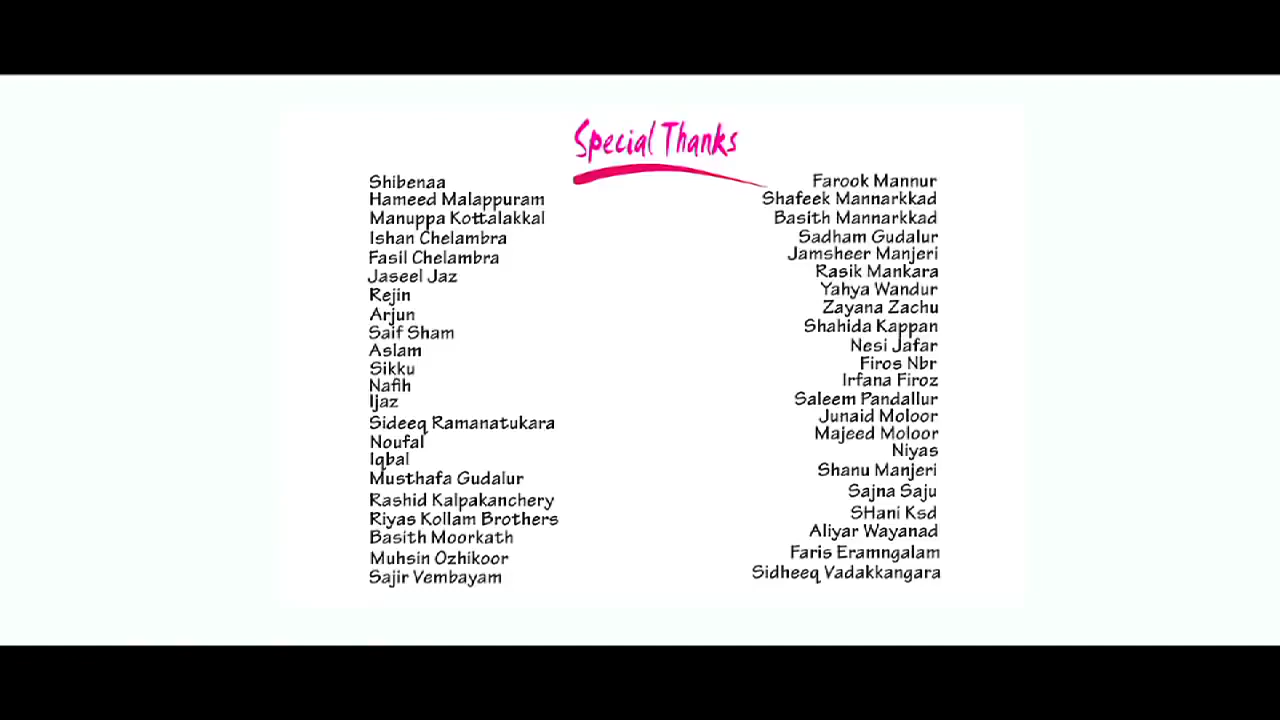 Special Thanks
Shibenaa
Hameed Malappuram
Manuppa Kottalakkal
Ishan Chelambra
Fasil Chelambra
Jaseel Jaz
Rejin
Arjun
Saif Sham
Aslam
Sikku
Nafih
Ijaz
Sideeq Ramanatukara
Noufal
Iqbal
Musthafa Gudalur
Rashid Kalpakanchery
Riyas Kollam Brothers
Basith Moorkath
Muhsin Ozhikoor
Sajir Vembayam
Farook Mannur
Shafeek Mannarkkad
Basith Mannarkkad
Sadham Gudalur
Jamsheer Manjeri
Rasik Mankara
Yahya Wandur
Zayana Zachu
Shahida Kappan
Nesi Jafar
Firos Nbr
Irfana Firoz
Saleem Pandallur
Junaid Moloor
Majeed Moloor
Niyas
Shanu Manjeri
Sajna Saju
SHani Ksd
Aliyar Wayanad
Faris Eramngalam
Sidheeq Vadakkangara